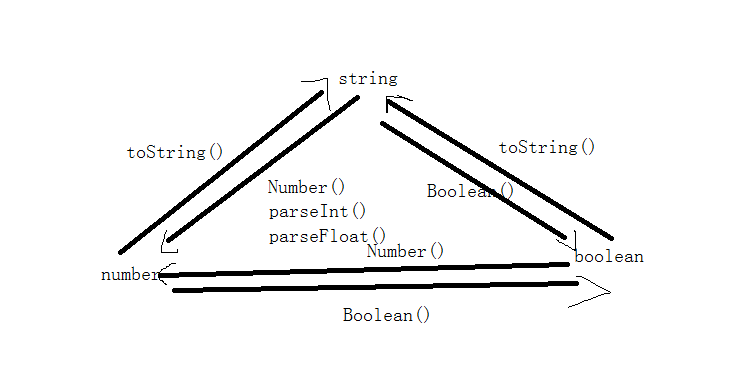 string
toString()
toString()
Number()
Boolean()
parseInt()
parseFloat()
Number()
boolean
number
Boolean()